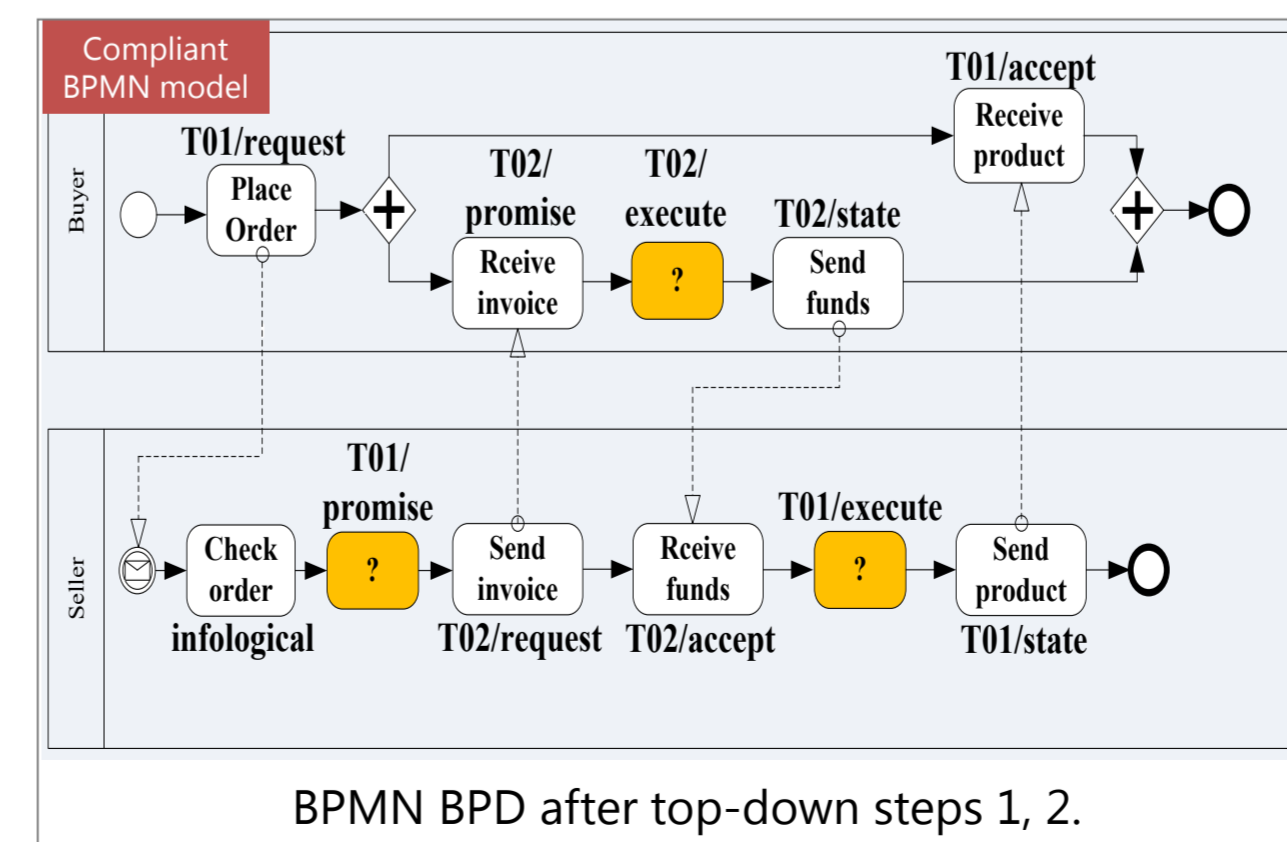 Compliant
BPMN model
Buyer
T01/request
Place
Order
T02/
promise
Rceive
invoice
T02/
execute
?
T02/state
Send
funds
T01/accept
Receive
product
Seller
Check
order
infological
T01/
promise
?
Send
invoice
T02/request
Rceive
funds
T02/accept
T01/execute
?
Send
product
T01/state
BPMN BPD after top-down steps 1, 2.